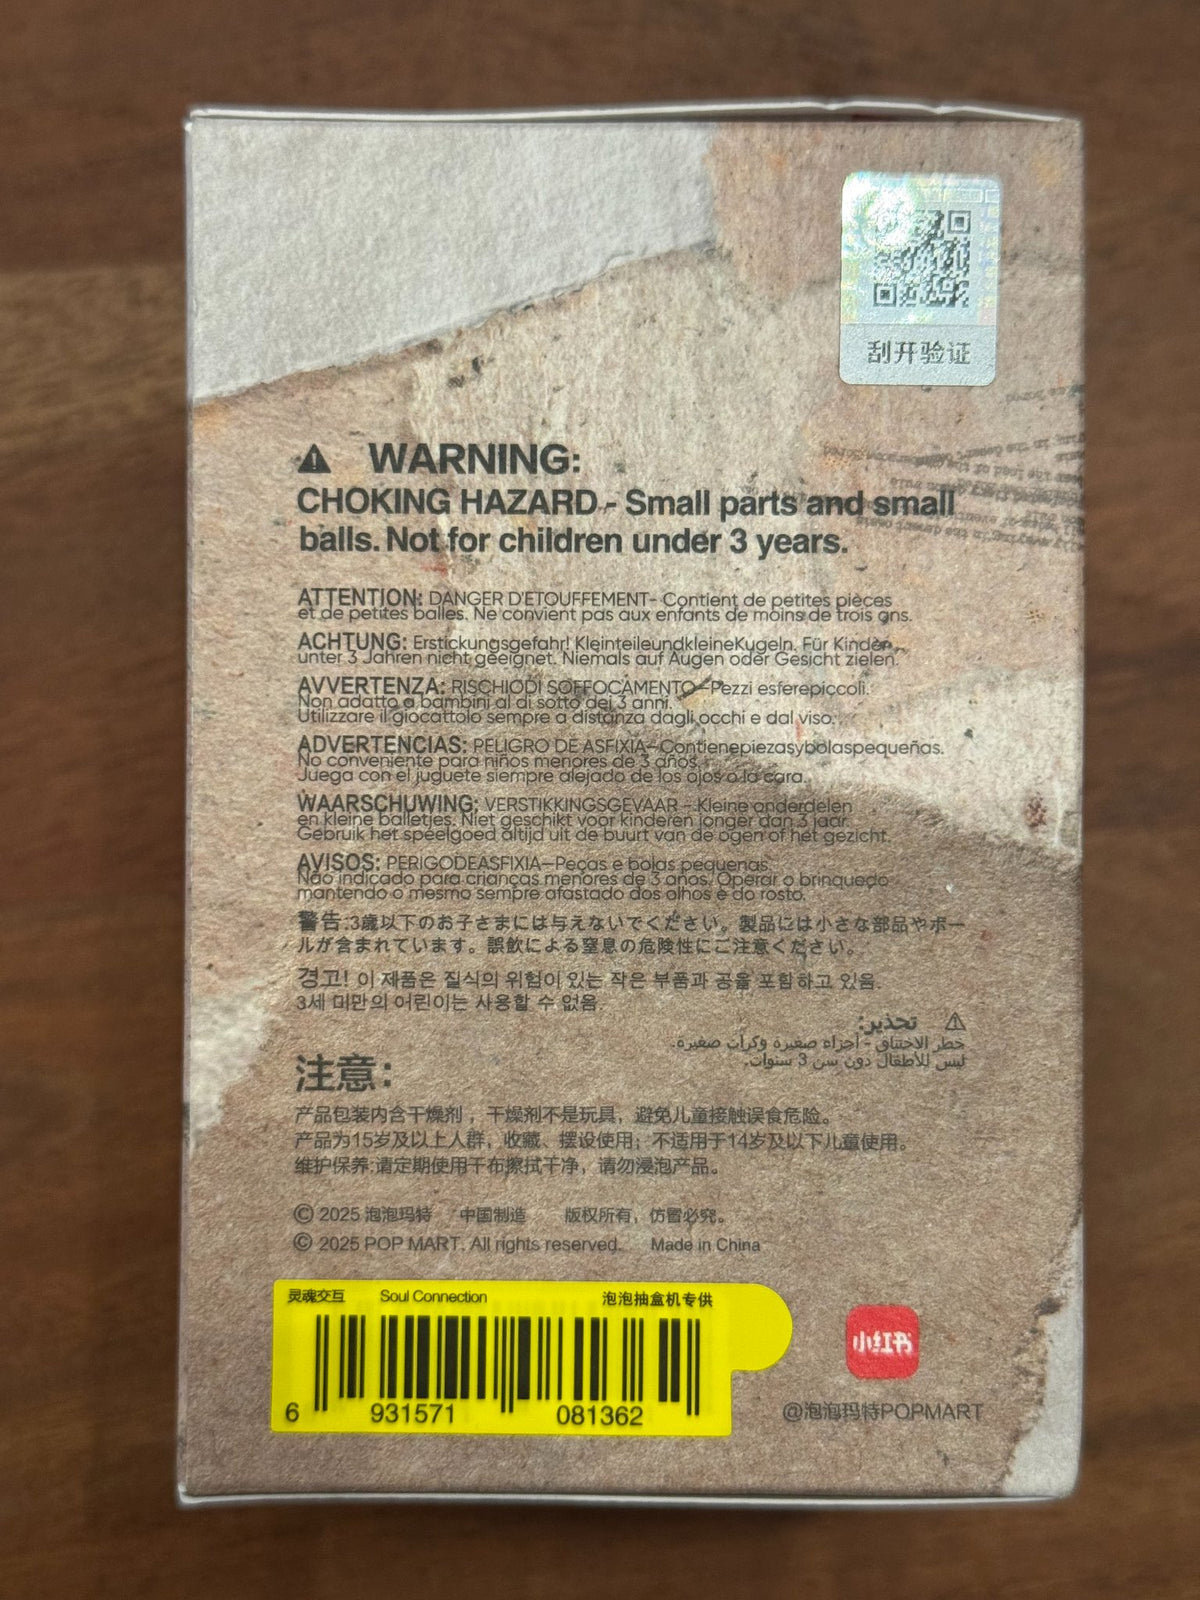 刮开验证
⚠ WARNING:
CHOKING HAZARD - Small parts and small
balls. Not for children under 3 years.
ATTENTION: DANGER D'ETOUFFEMENT- Contient de petites pièces
et de petites balles. Ne convient pas aux enfants de moins de trois ans.
ACHTUNG: Erstickungsgefahr! KleinteileundkleineKugeln. Für Kinder
unter 3 Jahren nicht geeignet. Niemals auf Augen oder Gesicht zielen.
AVVERTENZA: RISCHIODI SOFFOCAMENTO—Pezzi esferepiccoli.
Non adatto a bambini al di sotto dei 3 anni.
Utilizzare il giocattolo sempre a distanza dagli occhi e dal viso.
ADVERTENCIAS: PELIGRO DE ASFIXIA—Contienepiezasybolaspequeñas.
No conveniente para niños menores de 3 años.
Juega con el juguete siempre alejado de los ojos o la cara.
WAARSCHUWING: VERSTIKKINGSGEVAAR - Kleine onderdelen
en kleine balletjes. Niet geschikt voor kinderen jonger dan 3 jaar.
Gebruik het speelgoed altijd uit de buurt van de ogen of het gezicht.
AVISOS: PERIGODEASFIXIA—Peças e bolas pequenas.
Não indicado para crianças menores de 3 anos. Operar o brinquedo
mantendo o mesmo sempre afastado dos olhos e do rosto.
警告:3歳以下のお子さまには与えないでください。製品には小さな部品やボー
ルが含まれています。誤飲による窒息の危険性にご注意ください。
경고! 이 제품은 질식의 위험이 있는 작은 부품과 공을 포함하고 있음.
3세 미만의 어린이는 사용할 수 없음.
⚠ تحذير:
خطر الاختناق - أجزاء صغيرة وكرات صغيرة.
ليس للأطفال دون سن 3 سنوات.
注意：
产品包装内含干燥剂，干燥剂不是玩具，避免儿童接触误食危险。
产品为15岁及以上人群，收藏、摆设使用；不适用于14岁及以下儿童使用。
维护保养:请定期使用干布擦拭干净，请勿浸泡产品。
© 2025 泡泡玛特 中国制造 版权所有，仿冒必究。
© 2025 POP MART. All rights reserved. Made in China
灵魂交互 Soul Connection 泡泡抽盒机专供
6 931571 081362
小红书
@泡泡玛特POPMART